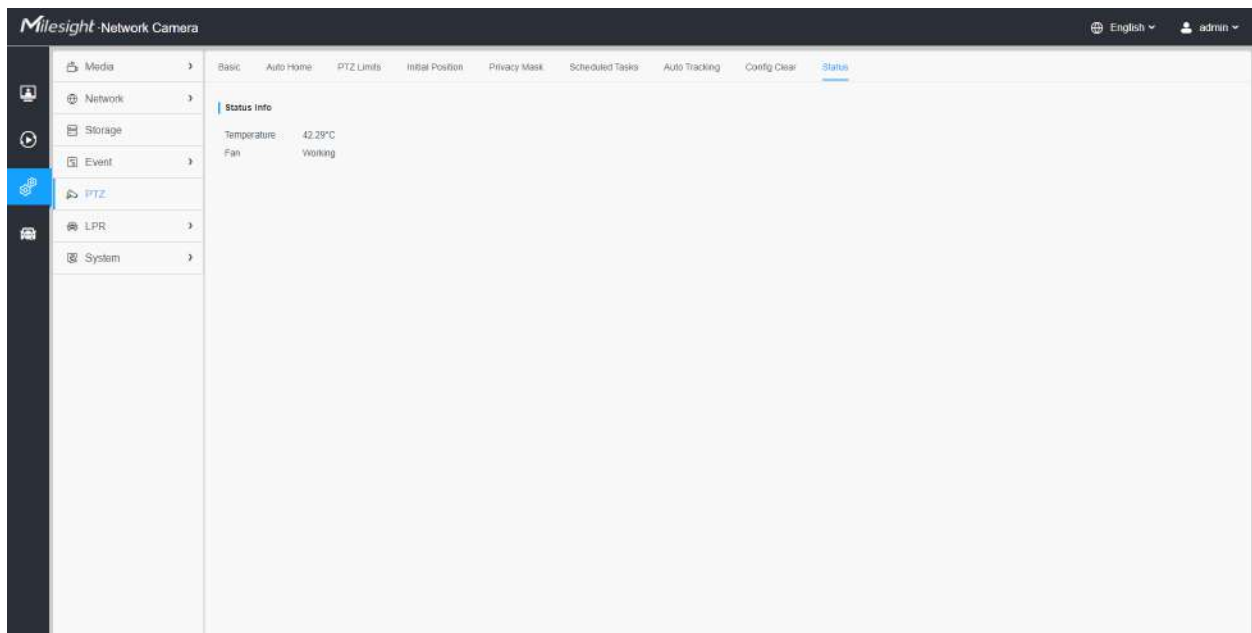 Milesight Network Camera
English
admin
Media
Network
Storage
Event
PTZ
LPR
System
Basic Auto Home PTZ Limits Initial Position Privacy Mask Scheduled Tasks Auto Tracking Config Clear Status
Status Info
Temperature 42.29°C
Fan Working